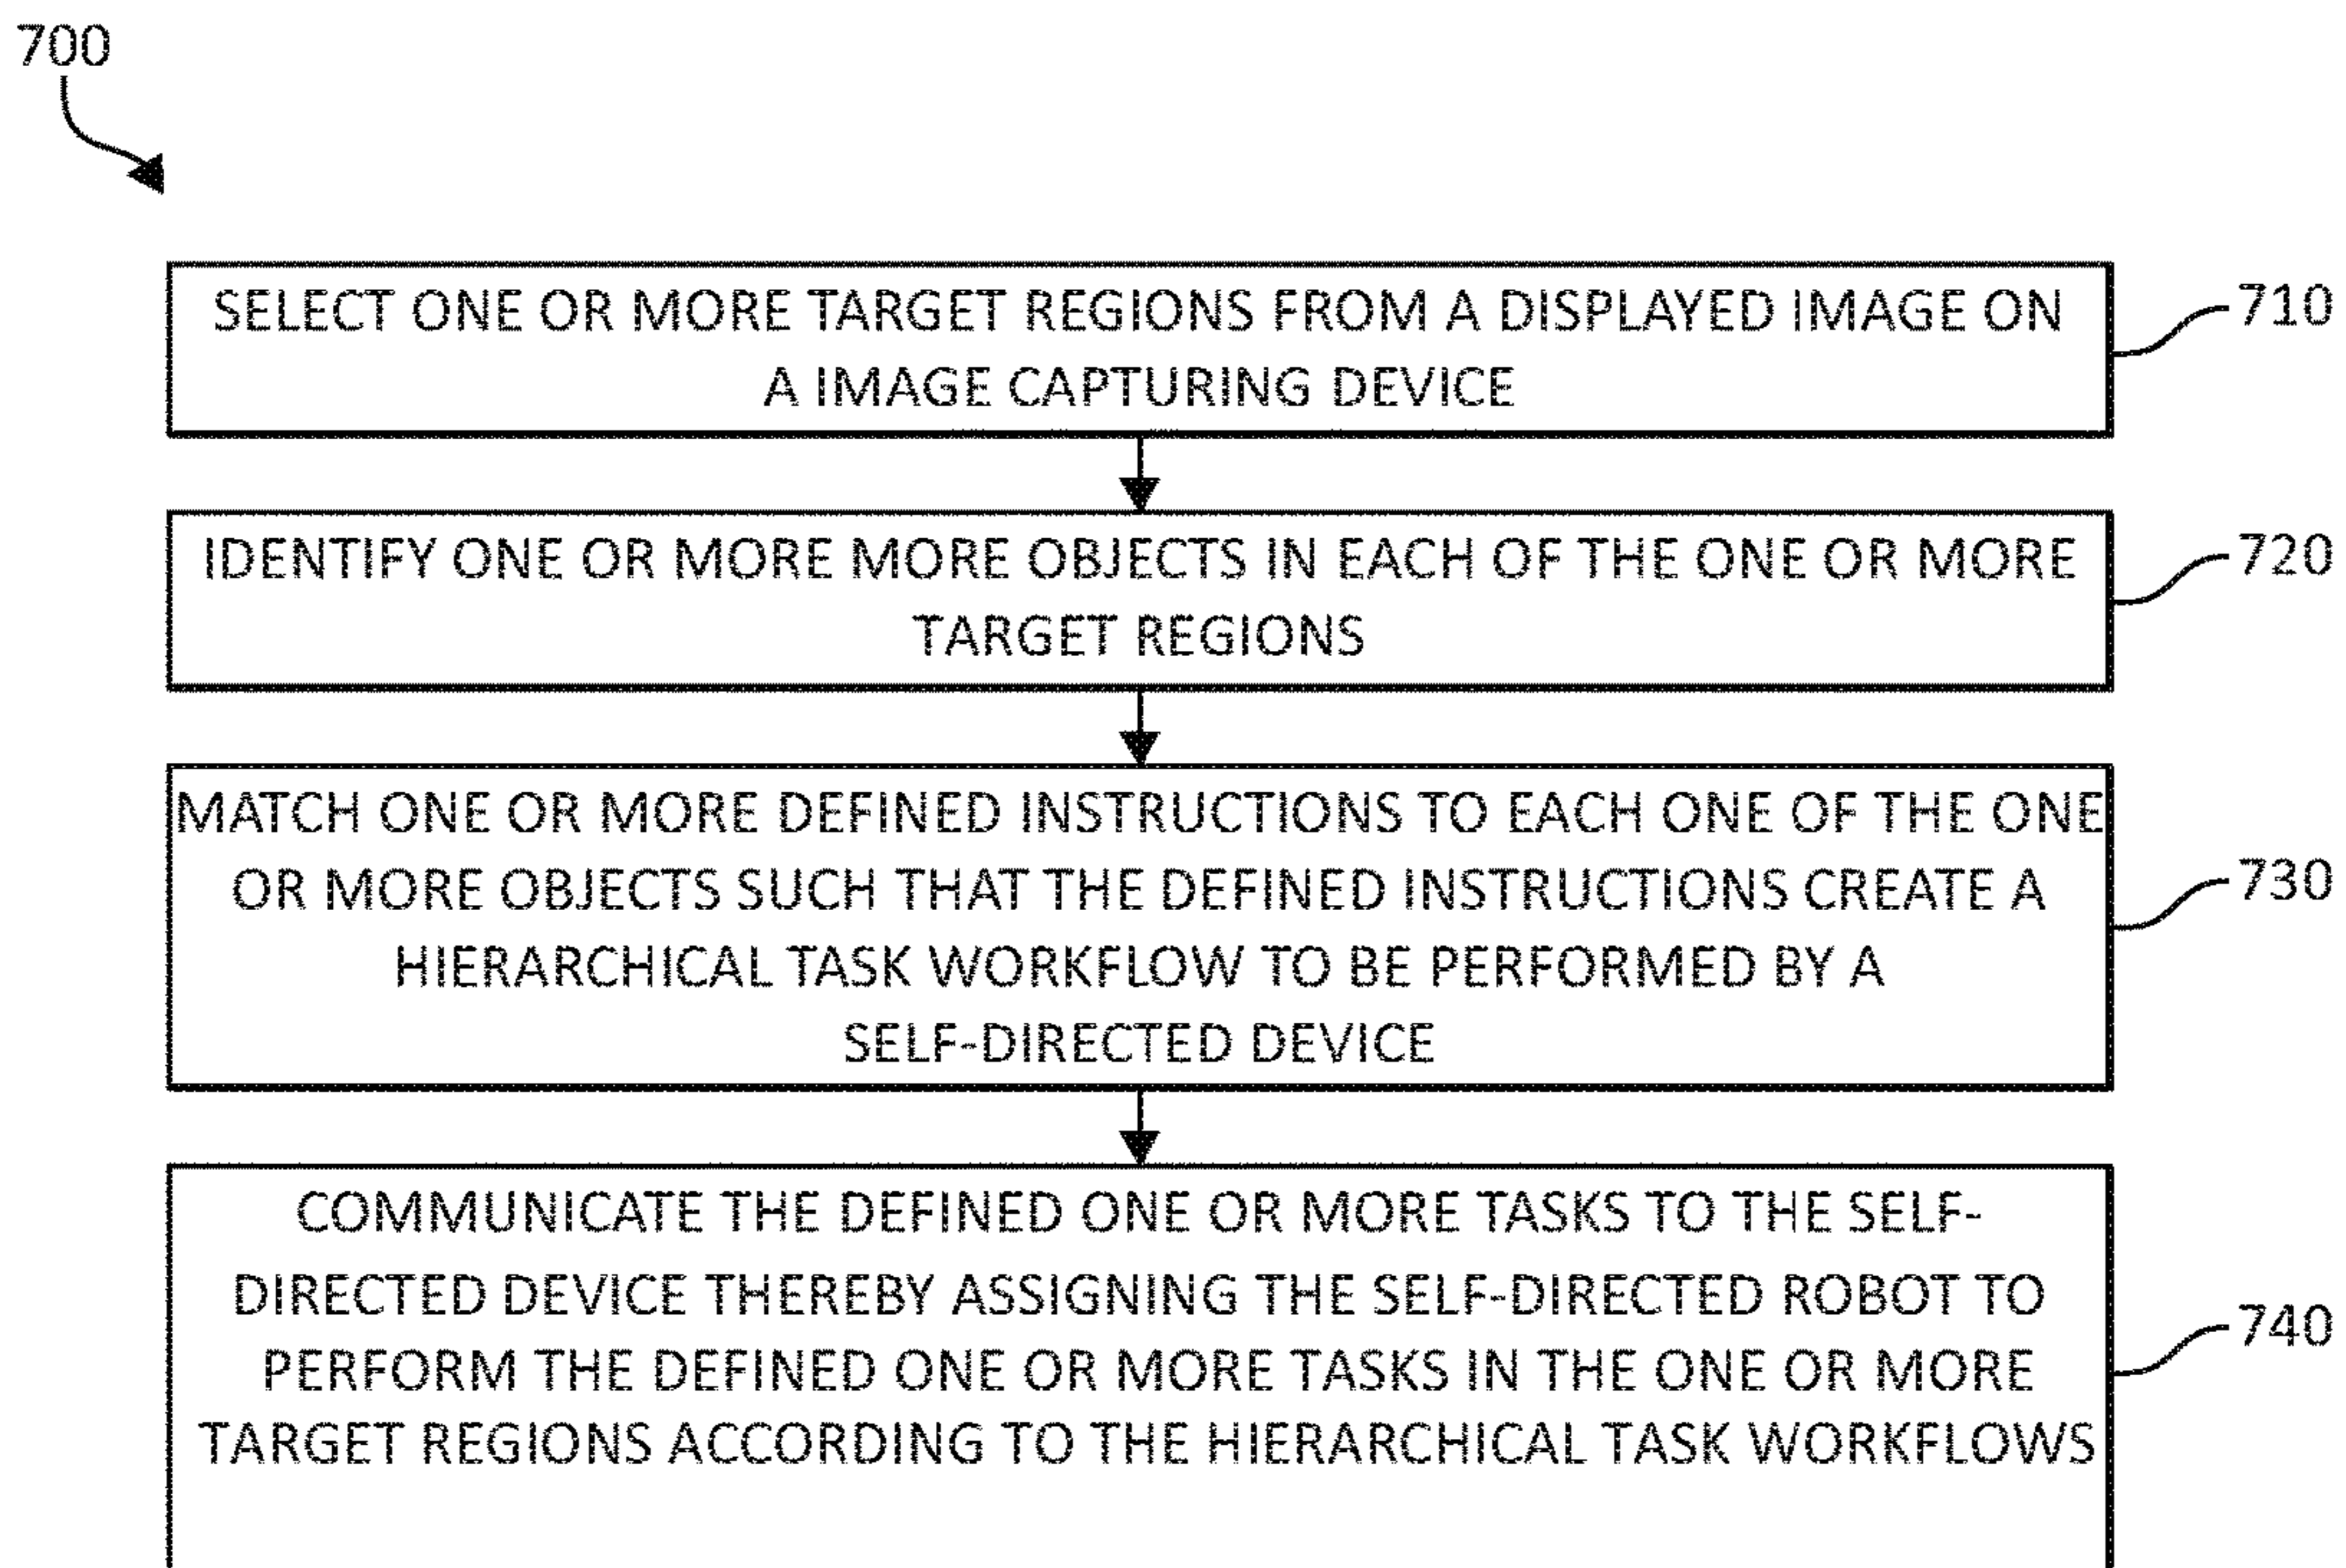 700
SELECT ONE OR MORE TARGET REGIONS FROM A DISPLAYED IMAGE ON
A IMAGE CAPTURING DEVICE
710
IDENTIFY ONE OR MORE MORE OBJECTS IN EACH OF THE ONE OR MORE
TARGET REGIONS
720
MATCH ONE OR MORE DEFINED INSTRUCTIONS TO EACH ONE OF THE ONE
OR MORE OBJECTS SUCH THAT THE DEFINED INSTRUCTIONS CREATE A
HIERARCHICAL TASK WORKFLOW TO BE PERFORMED BY A
SELF-DIRECTED DEVICE
730
COMMUNICATE THE DEFINED ONE OR MORE TASKS TO THE SELF-
DIRECTED DEVICE THEREBY ASSIGNING THE SELF-DIRECTED ROBOT TO
PERFORM THE DEFINED ONE OR MORE TASKS IN THE ONE OR MORE
TARGET REGIONS ACCORDING TO THE HIERARCHICAL TASK WORKFLOWS
740